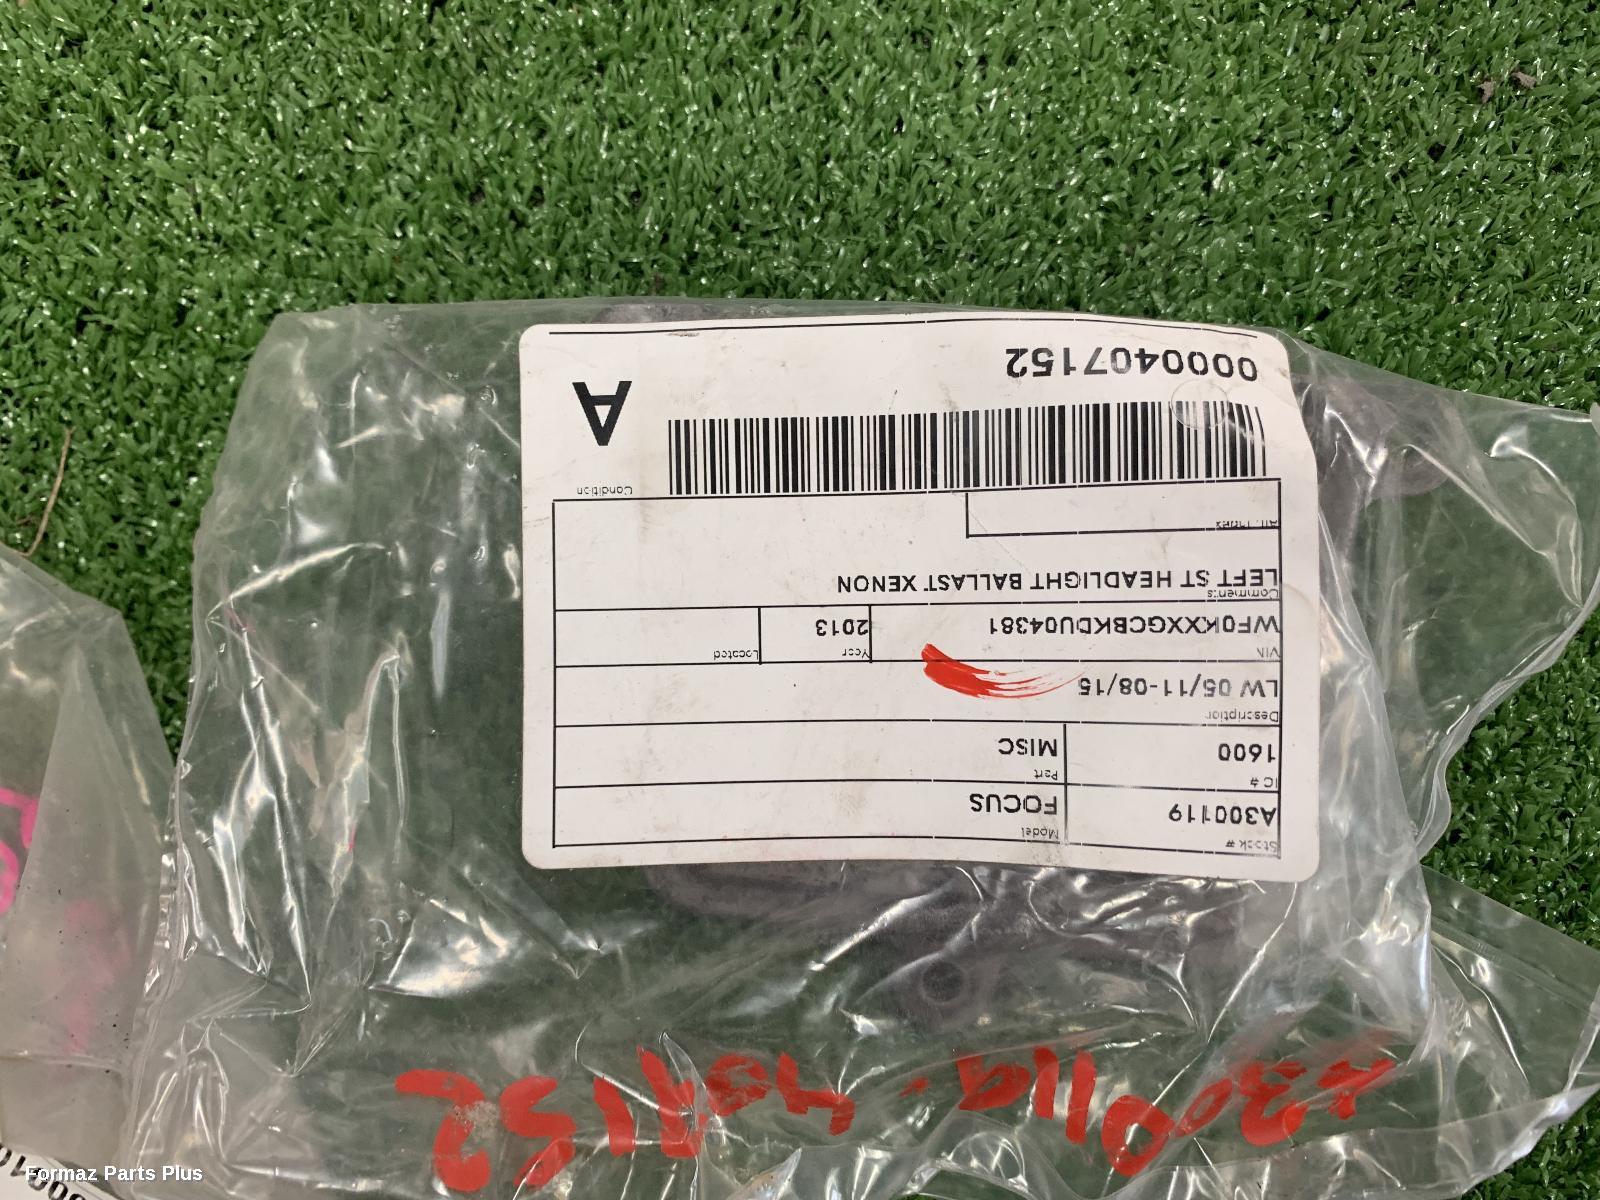 Stock #
A300119
Model
FOCUS
IC #
1600
Part
MISC
Description
LW 05/11-08/15
VIN
WF0KXXGCBKDU04381
Year
2013
Located
Comments
LEFT ST HEADLIGHT BALLAST XENON
Alt. Index
Condition
A
0000407152
A300119 - 407152
Formaz Parts Plus